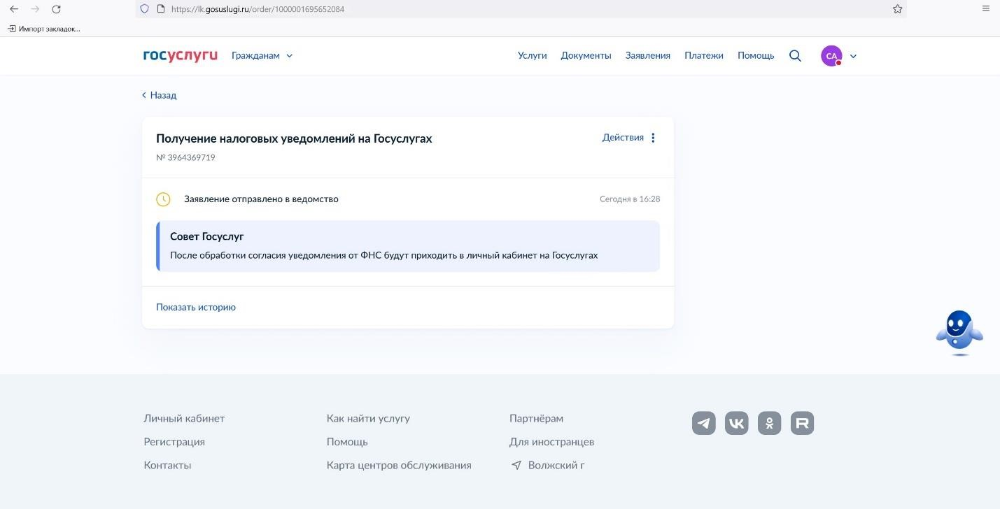 https://lk.gosuslugi.ru/order/1000001695652084
Импорт закладок...
госуслуги Гражданам Услуги Документы Заявления Платежи Помощь СА
Назад
Получение налоговых уведомлений на Госуслугах Действия
№ 3964369719
Заявление отправлено в ведомство Сегодня в 16:28
Совет Госуслуг
После обработки согласия уведомления от ФНС будут приходить в личный кабинет на Госуслугах
Показать историю
Личный кабинет Как найти услугу Партнёрам
Регистрация Помощь Для иностранцев
Контакты Карта центров обслуживания Волжский г